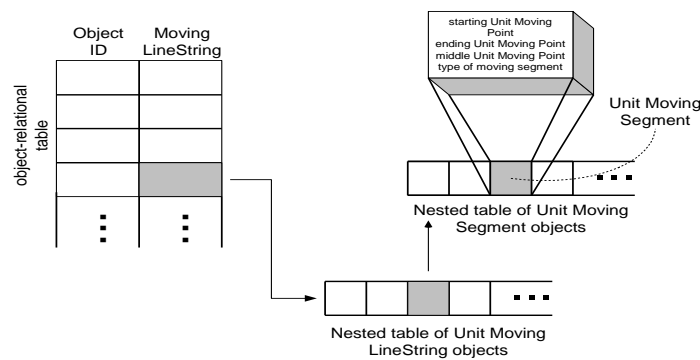 Object
ID
Moving
LineString
object-relational
table
starting Unit Moving
Point
ending Unit Moving Point
middle Unit Moving Point
type of moving segment
Unit Moving
Segment
Nested table of Unit Moving
Segment objects
Nested table of Unit Moving
LineString objects